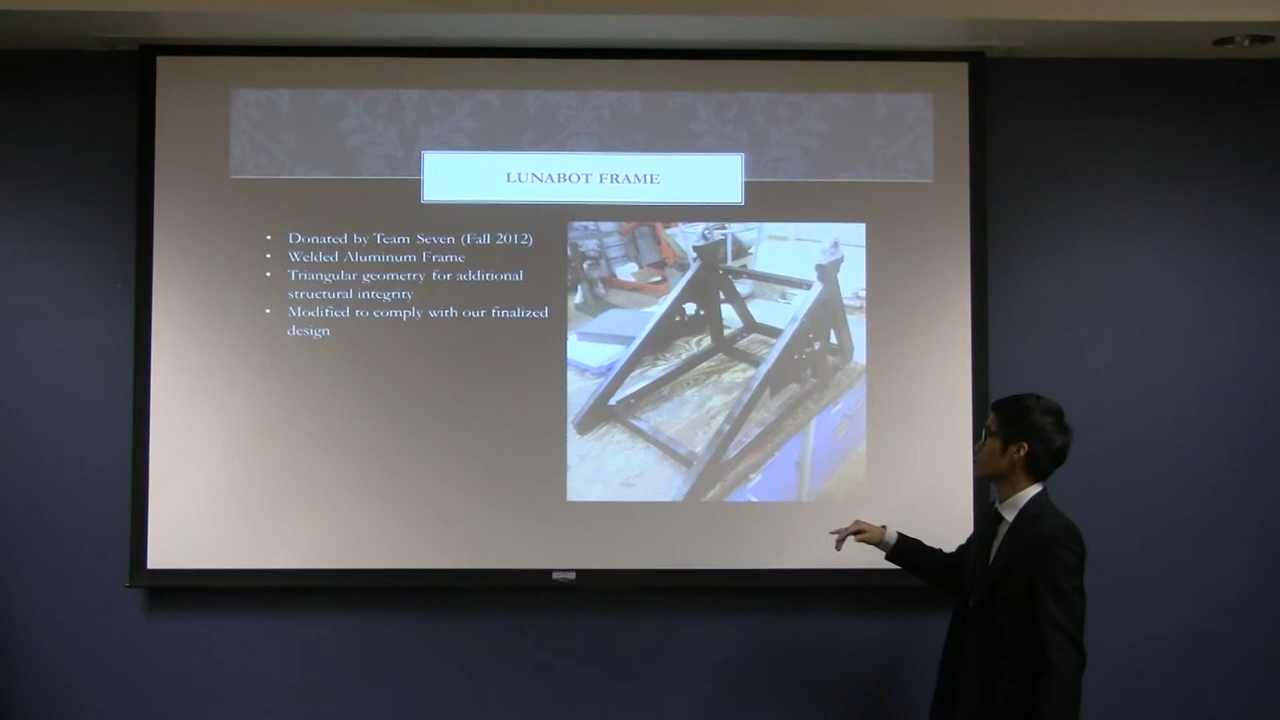 LUNABOT FRAME
Donated by Team Seven (Fall 2012)
Welded Aluminum Frame
Triangular geometry for additional
structural integrity
Modified to comply with our finalized
design